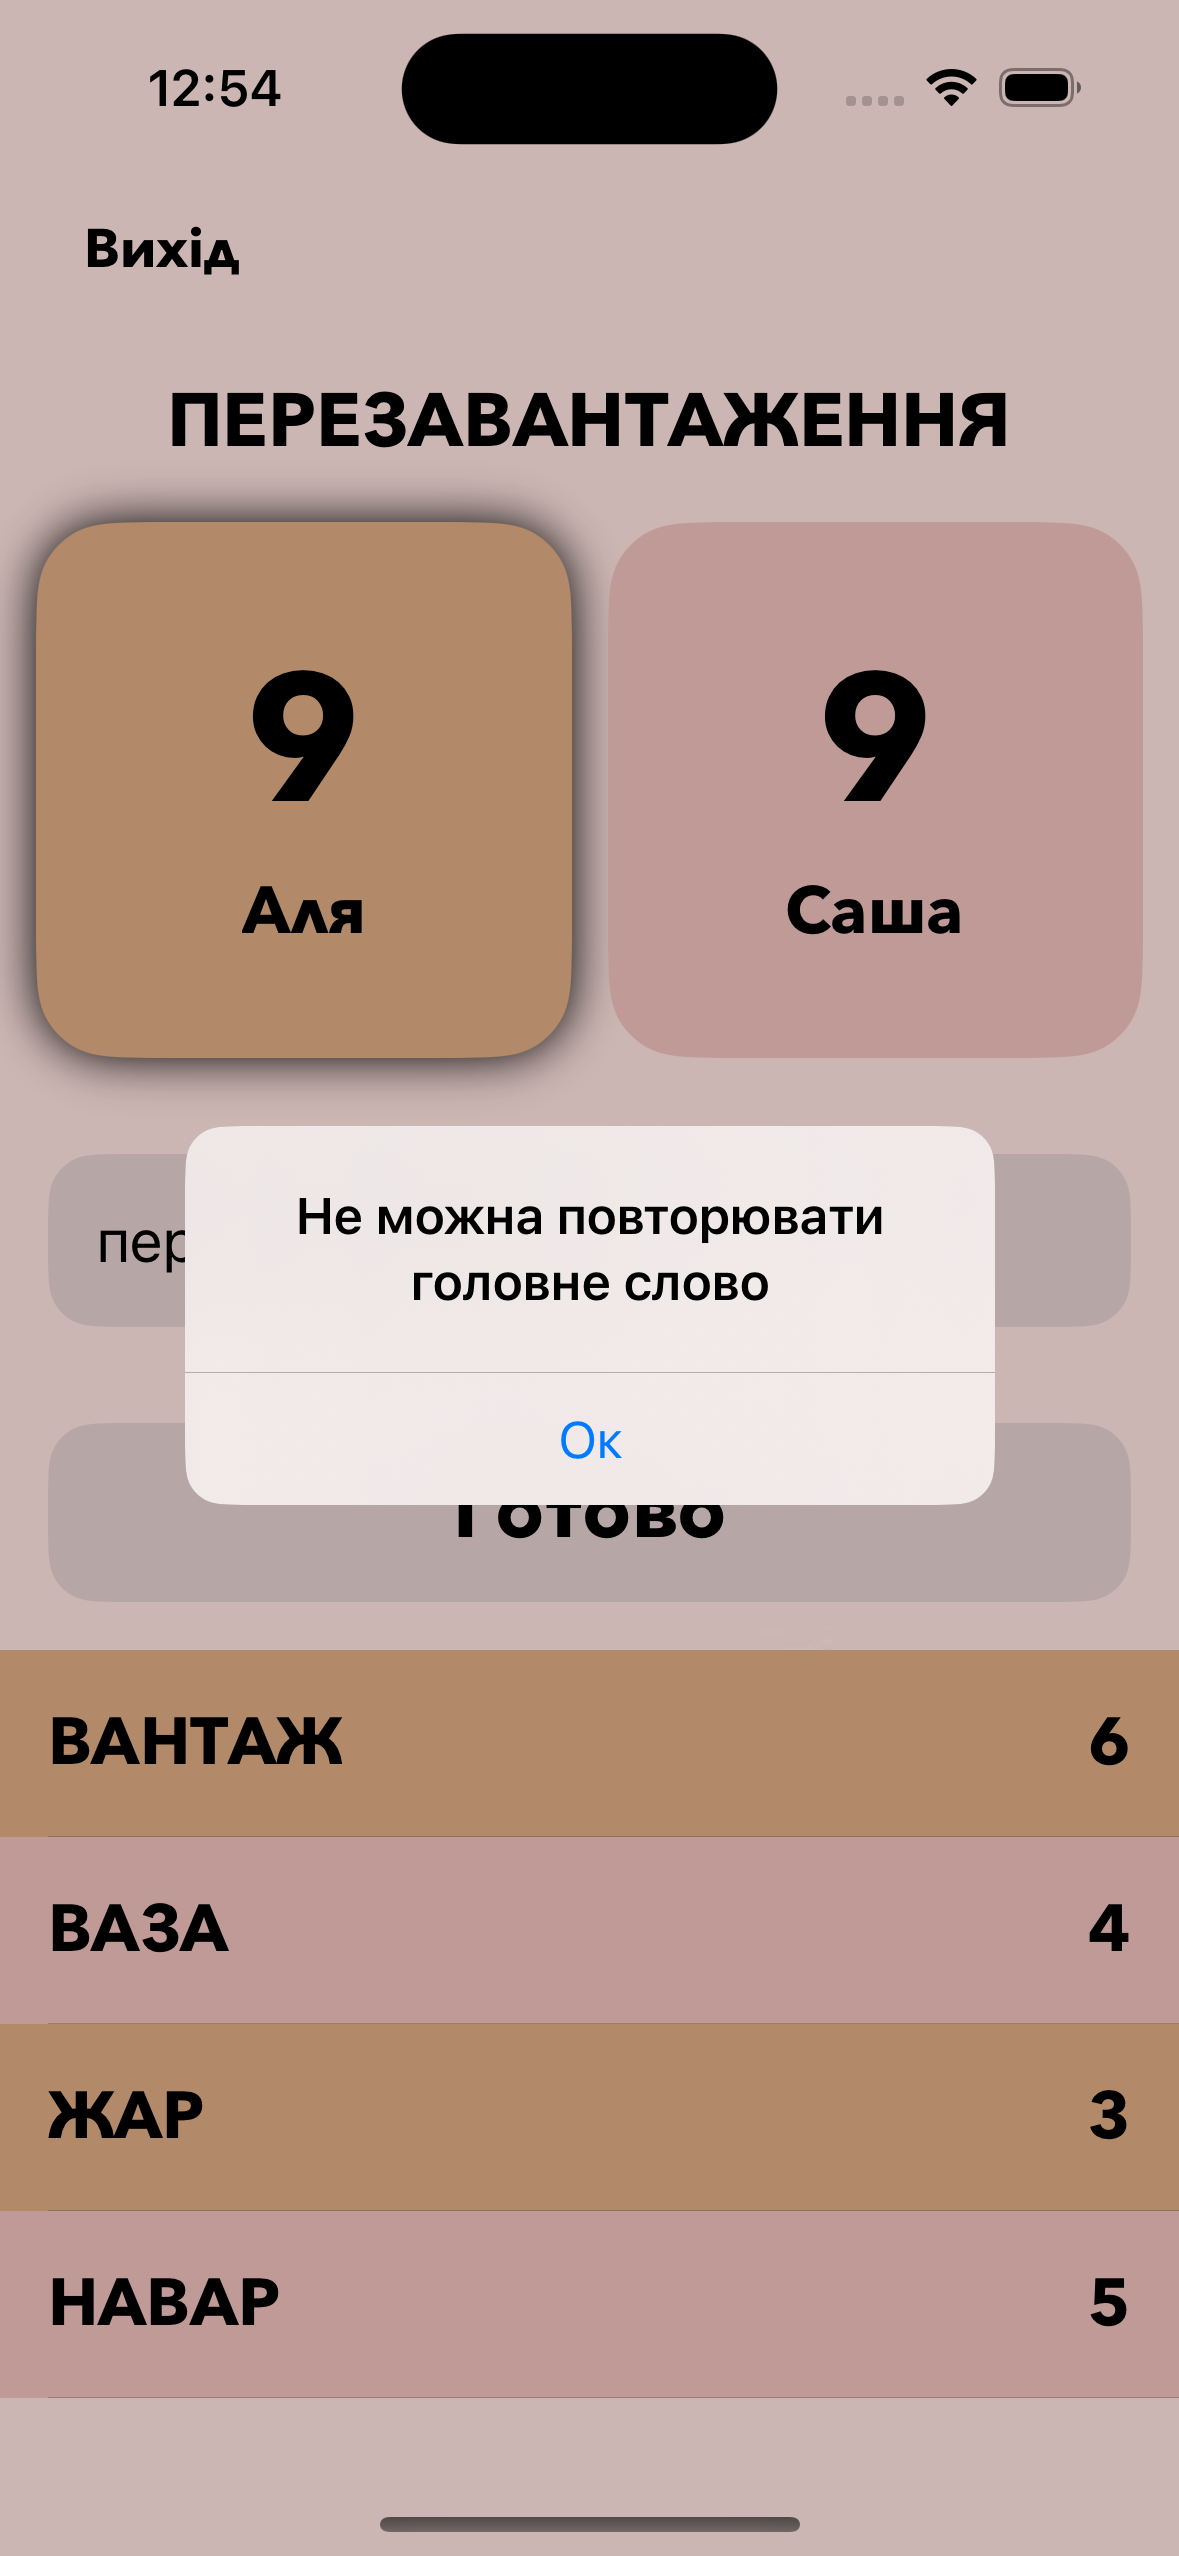 12:54
Вихід
ПЕРЕЗАВАНТАЖЕННЯ
9
9
Аля
Саша
пер
Не можна повторювати
головне слово
Ок
Готово
ВАНТАЖ 6
ВАЗА 4
ЖАР 3
НАВАР 5